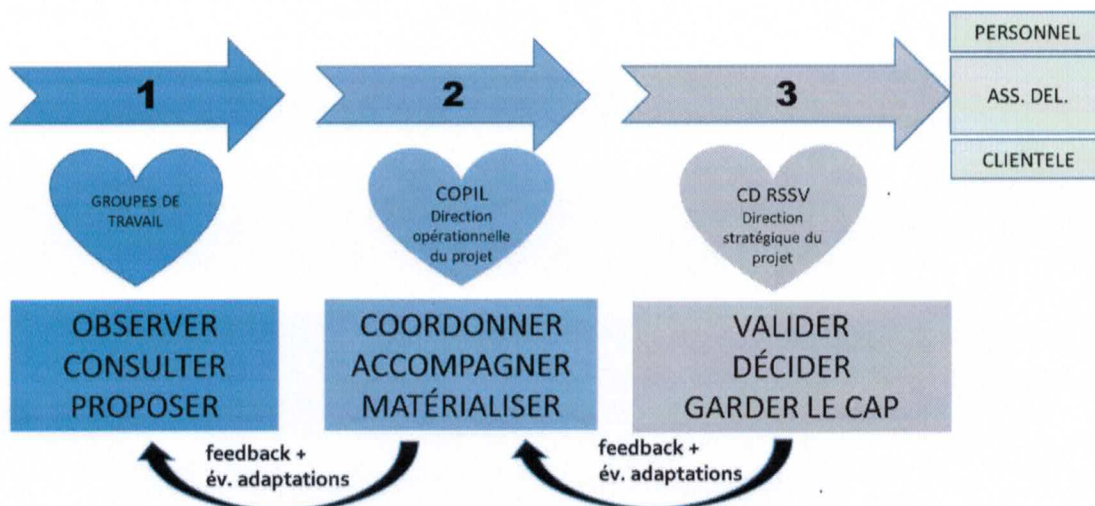 1
2
3
PERSONNEL
ASS. DEL.
CLIENTELE
GROUPES DE
TRAVAIL
COPIL
Direction
opérationnelle
du projet
CD RSSV
Direction
stratégique du
projet
OBSERVER
CONSULTER
PROPOSER
COORDONNER
ACCOMPAGNER
MATÉRIALISER
VALIDER
DÉCIDER
GARDER LE CAP
feedback +
év. adaptations
feedback +
év. adaptations